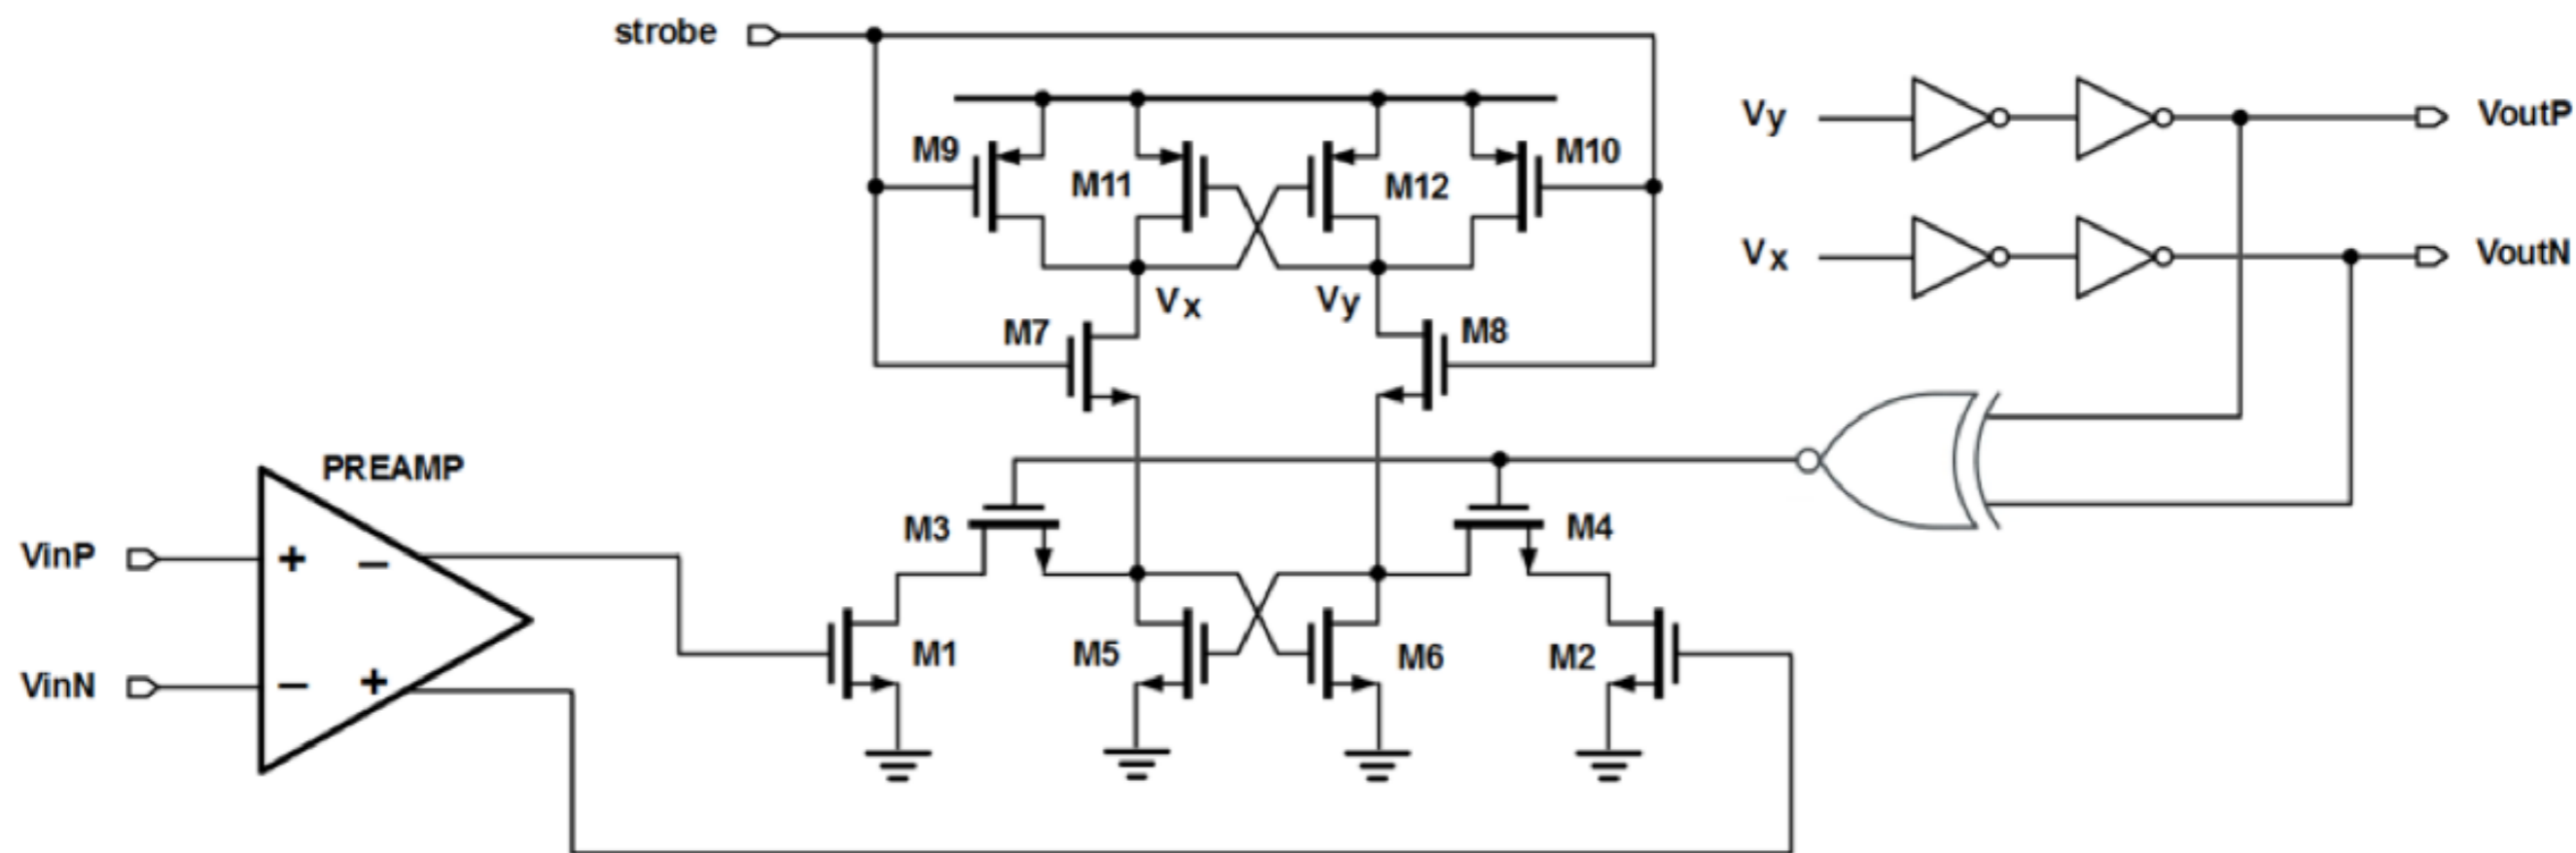 strobe
Vy
VoutP
M9
M11
M12
M10
Vx
VoutN
Vx
Vy
M7
M8
PREAMP
M3
M4
VinP
+
−
M1
M5
M6
M2
VinN
−
+